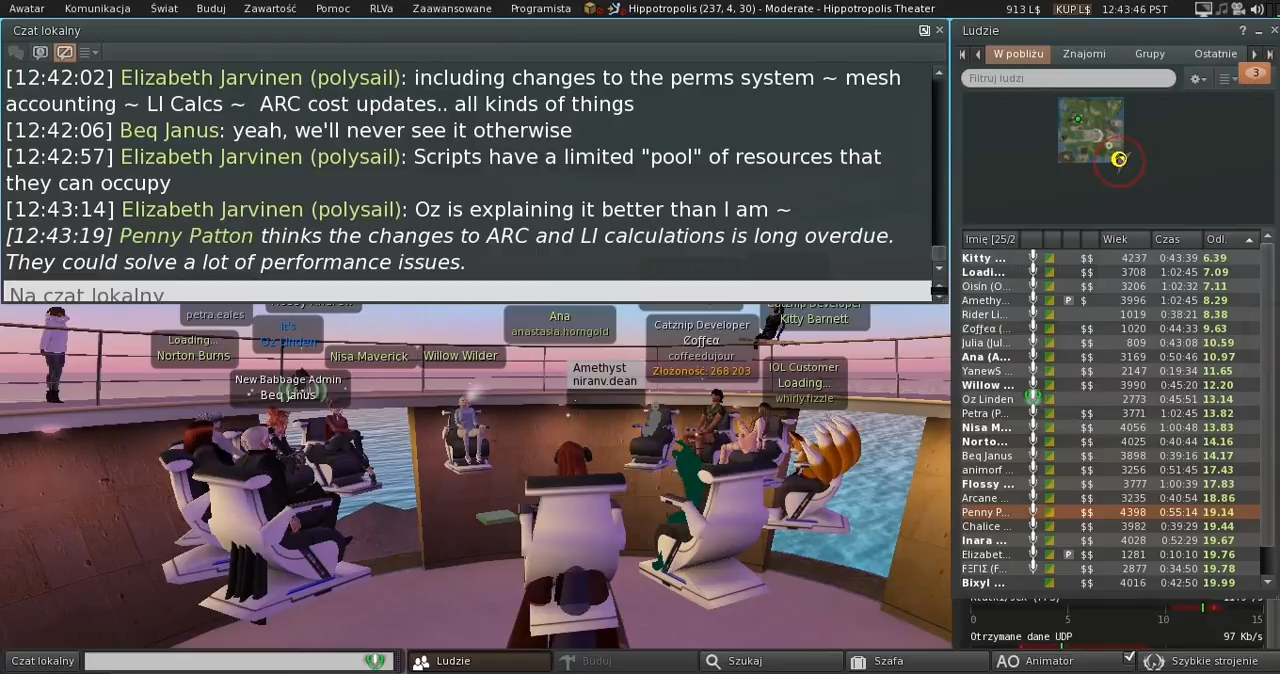 Awatar Komunikacja Świat Buduj Zawartość Pomoc RLVa Zaawansowane Programista Hippotropolis (237, 4, 30) - Moderate - Hippotropolis Theater 913 L$ KUP L$ 12:43:46 PST
Czat lokalny
[12:42:02] Elizabeth Jarvinen (polysail): including changes to the perms system ~ mesh
accounting ~ LI Calcs ~ ARC cost updates.. all kinds of things
[12:42:06] Beq Janus: yeah, we'll never see it otherwise
[12:42:57] Elizabeth Jarvinen (polysail): Scripts have a limited "pool" of resources that
they can occupy
[12:43:14] Elizabeth Jarvinen (polysail): Oz is explaining it better than I am ~
[12:43:19] Penny Patton thinks the changes to ARC and LI calculations is long overdue.
They could solve a lot of performance issues.
Na czat lokalny
Ludzie
W pobliżu Znajomi Grupy Ostatnie
Filtruj ludzi
3
Imię [25/2 Wiek Czas Odl.
Kitty ... $$ 4237 0:43:39 6.39
Loadi... $$ 3708 1:02:45 7.09
Oisín (O... $$ 3206 1:02:32 7.11
Amethy... P $ 3996 1:02:45 8.29
Rider Li... 1019 0:38:21 8.38
Ȼσffєα (... $$ 1020 0:44:33 9.63
Julia (Jul... $$ 809 0:43:08 10.59
Ana (A... $$ 3169 0:50:46 10.97
YanewS ... $$ 2147 0:19:34 11.65
Willow ... $$ 3990 0:45:20 12.20
Oz Linden 2773 0:45:51 13.14
Petra (P... $$ 3771 1:02:45 13.82
Nisa M... $$ 4056 1:00:48 13.83
Norto... $$ 4025 0:40:44 14.16
Beq Janus $$ 3898 0:39:16 14.17
animorf ... $$ 3256 0:51:45 17.43
Flossy ... $$ 3777 1:00:39 17.83
Arcane ... $$ 3235 0:40:54 18.86
Penny P... $$ 4398 0:55:14 19.14
Chalice ... $$ 3982 0:39:29 19.44
Inara ... $$ 4028 0:52:29 19.67
Elizabet... P $$ 1281 0:10:10 19.76
FΞΓIΣ (F... $$ 2877 0:34:50 19.78
Bixyl ... $$ 4016 0:42:50 19.99
0 5 10 15
Otrzymane dane UDP 97 Kb/s
petra.eales
It's
Oz Linden
Loading...
Norton Burns
Nisa Maverick
Willow Wilder
New Babbage Admin
Beq Janus
Ana
anastasia.horngold
Amethyst
nirany.dean
Catznip Developer
Ȼσffєα
coffeedujour
Złożoność: 268 203
Catznip Developer
Kitty Barnett
IOL Customer
Loading...
whirly.fizzle
Czat lokalny Ludzie Buduj Szukaj Szafa AO Animator Szybkie strojenie